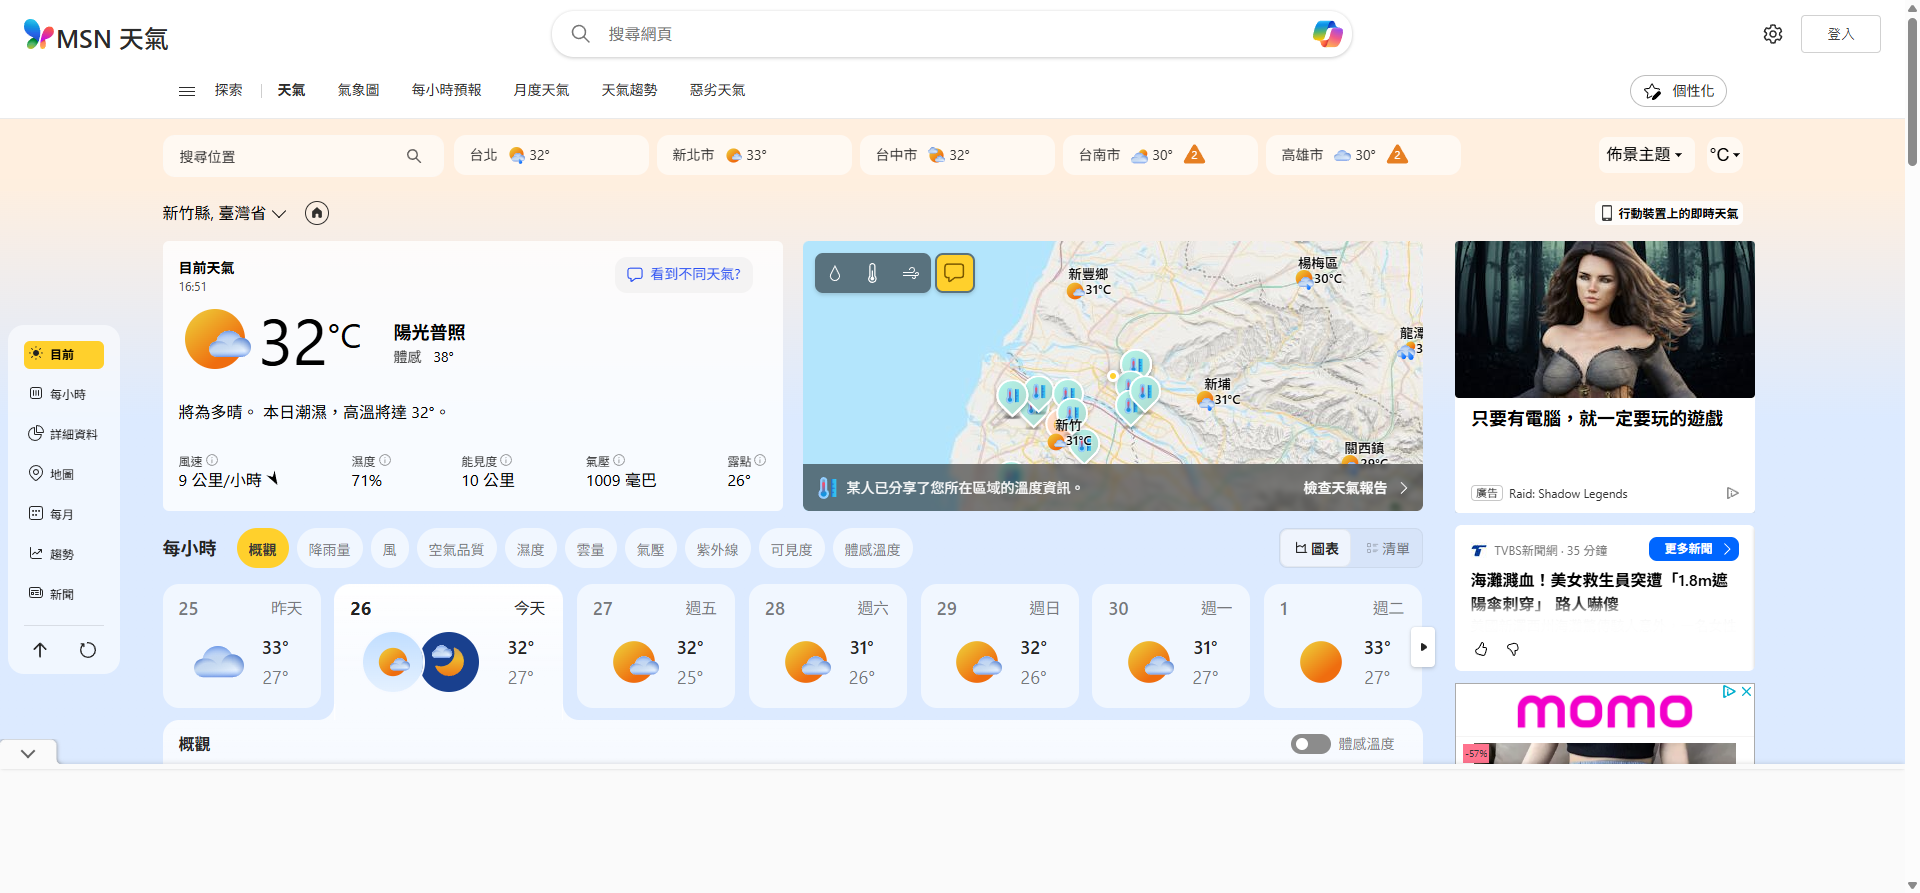 MSN 天氣
搜尋網頁
登入
探索
天氣
氣象圖
每小時預報
月度天氣
天氣趨勢
惡劣天氣
個性化
搜尋位置
台北 32°
新北市 33°
台中市 32°
台南市 30° 2
高雄市 30° 2
佈景主題
°C
新竹縣, 臺灣省
行動裝置上的即時天氣
目前
每小時
詳細資料
地圖
每月
趨勢
新聞
目前天氣
16:51
看到不同天氣?
32°C
陽光普照
體感 38°
將為多晴。 本日潮濕，高溫將達 32°。
風速
9 公里/小時
濕度
71%
能見度
10 公里
氣壓
1009 毫巴
露點
26°
新豐鄉
31°C
楊梅區
30°C
龍潭
3
新埔
31°C
新竹
31°C
關西鎮
29°C
某人已分享了您所在區域的溫度資訊。
檢查天氣報告
只要有電腦，就一定要玩的遊戲
廣告 Raid: Shadow Legends
TVBS新聞網 · 35 分鐘
更多新聞
海灘濺血！美女救生員突遭「1.8m遮
陽傘刺穿」 路人嚇傻
momo
-57%
每小時
概觀
降雨量
風
空氣品質
濕度
雲量
氣壓
紫外線
可見度
體感溫度
圖表
清單
25 昨天
33°
27°
26 今天
32°
27°
27 週五
32°
25°
28 週六
31°
26°
29 週日
32°
26°
30 週一
31°
27°
1 週二
33°
27°
概觀
體感溫度